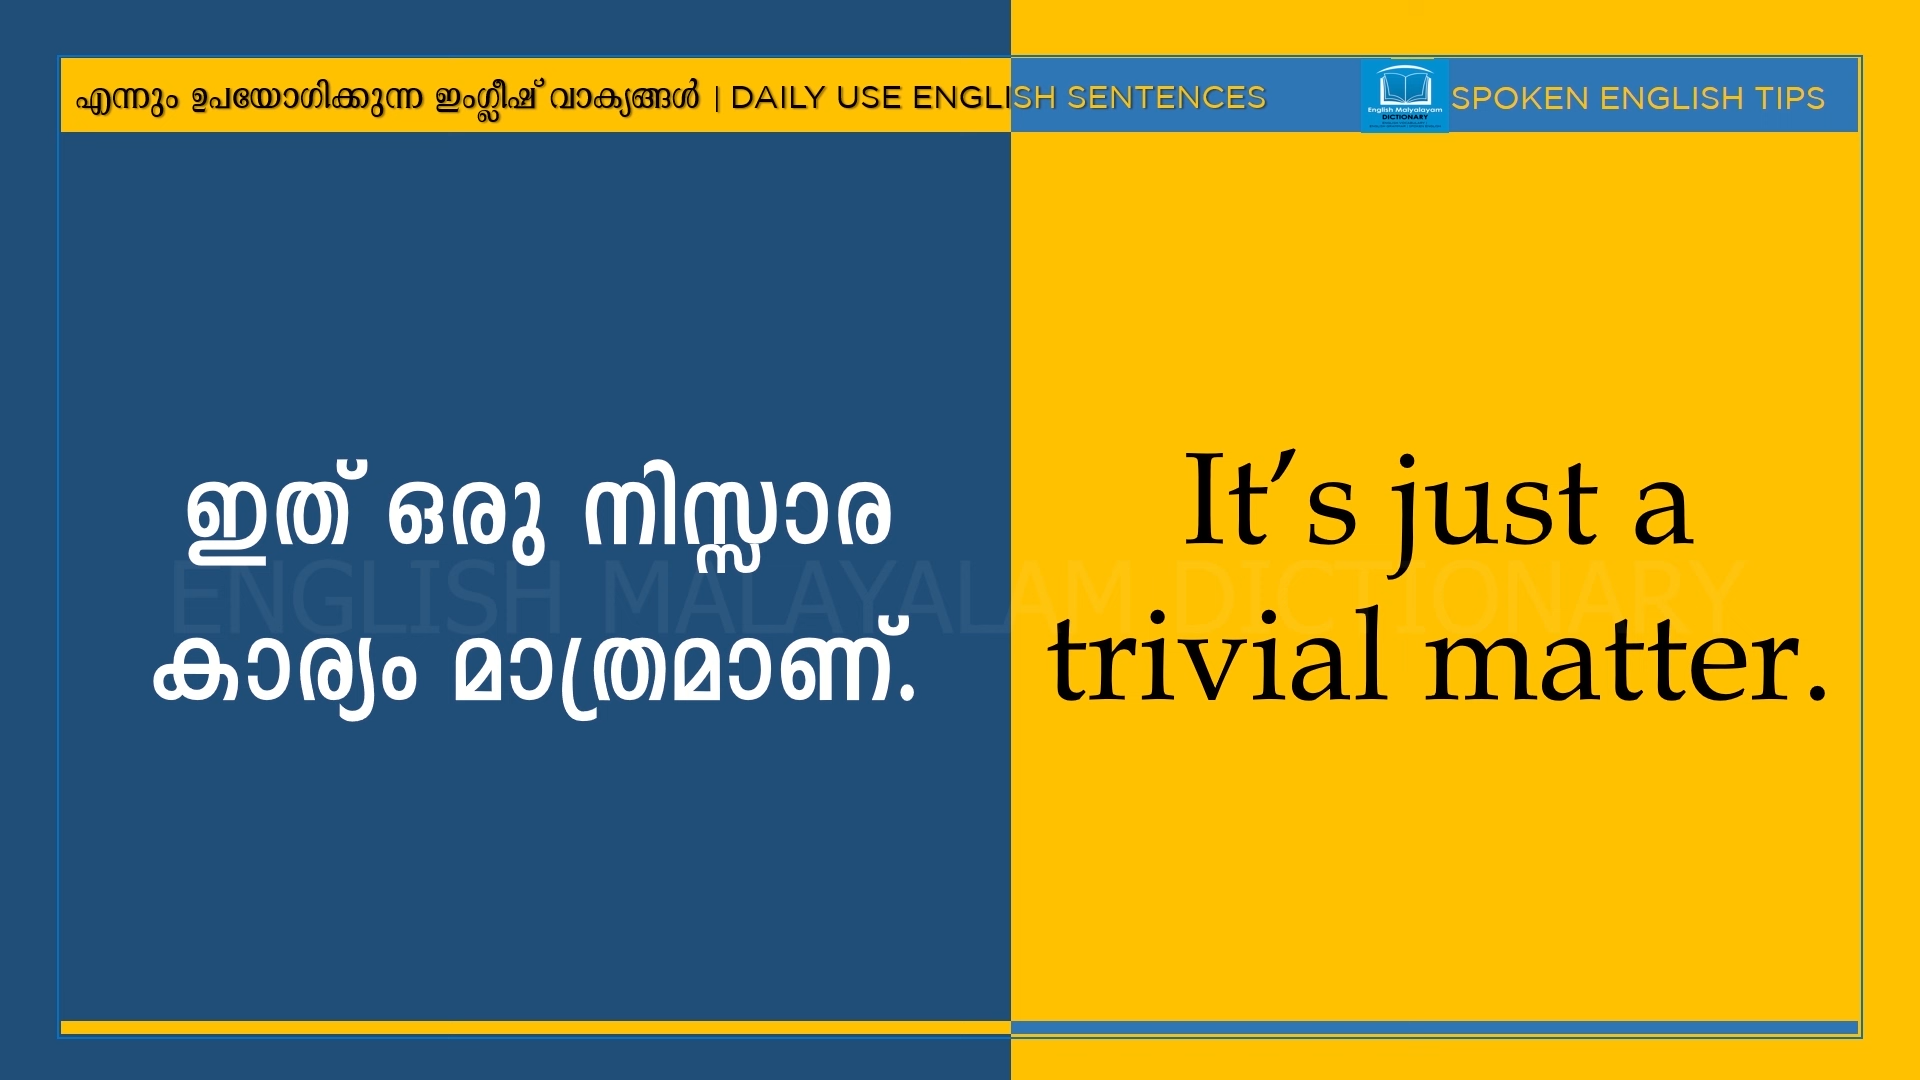 എന്നും ഉപയോഗിക്കുന്ന ഇംഗ്ലീഷ് വാക്യങ്ങൾ | DAILY USE ENGLISH SENTENCES
English Malyalayam
DICTIONARY
SPOKEN ENGLISH TIPS
ഇത് ഒരു നിസ്സാര
കാര്യം മാത്രമാണ്.
It’s just a
trivial matter.
ENGLISH MALAYALAM DICTIONARY